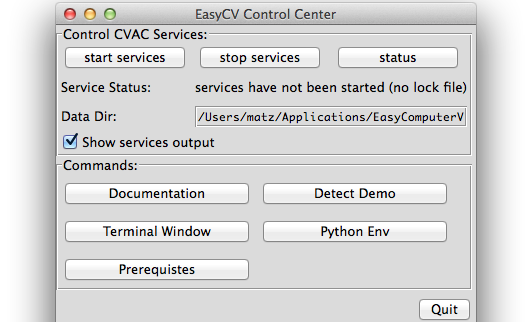 EasyCV Control Center
Control CVAC Services:
start services stop services status
Service Status: services have not been started (no lock file)
Data Dir: /Users/matz/Applications/EasyComputerV
Show services output
Commands:
Documentation Detect Demo
Terminal Window Python Env
Prerequistes
Quit